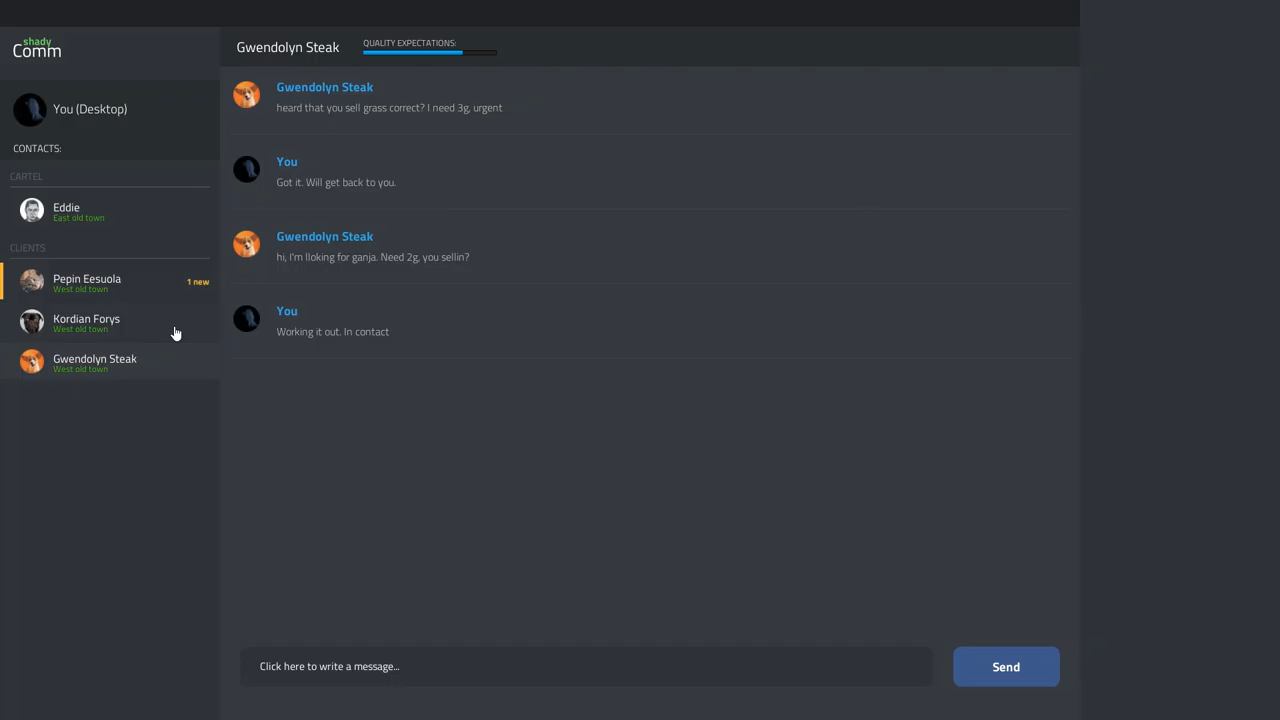 shady
Comm
You (Desktop)
CONTACTS:
CARTEL
Eddie
East old town
CLIENTS
Pepin Eesuola
West old town
1 new
Kordian Forys
West old town
Gwendolyn Steak
West old town
Gwendolyn Steak
QUALITY EXPECTATIONS:
Gwendolyn Steak
heard that you sell grass correct? I need 3g, urgent
You
Got it. Will get back to you.
Gwendolyn Steak
hi, I'm lloking for ganja. Need 2g, you sellin?
You
Working it out. In contact
Click here to write a message...
Send